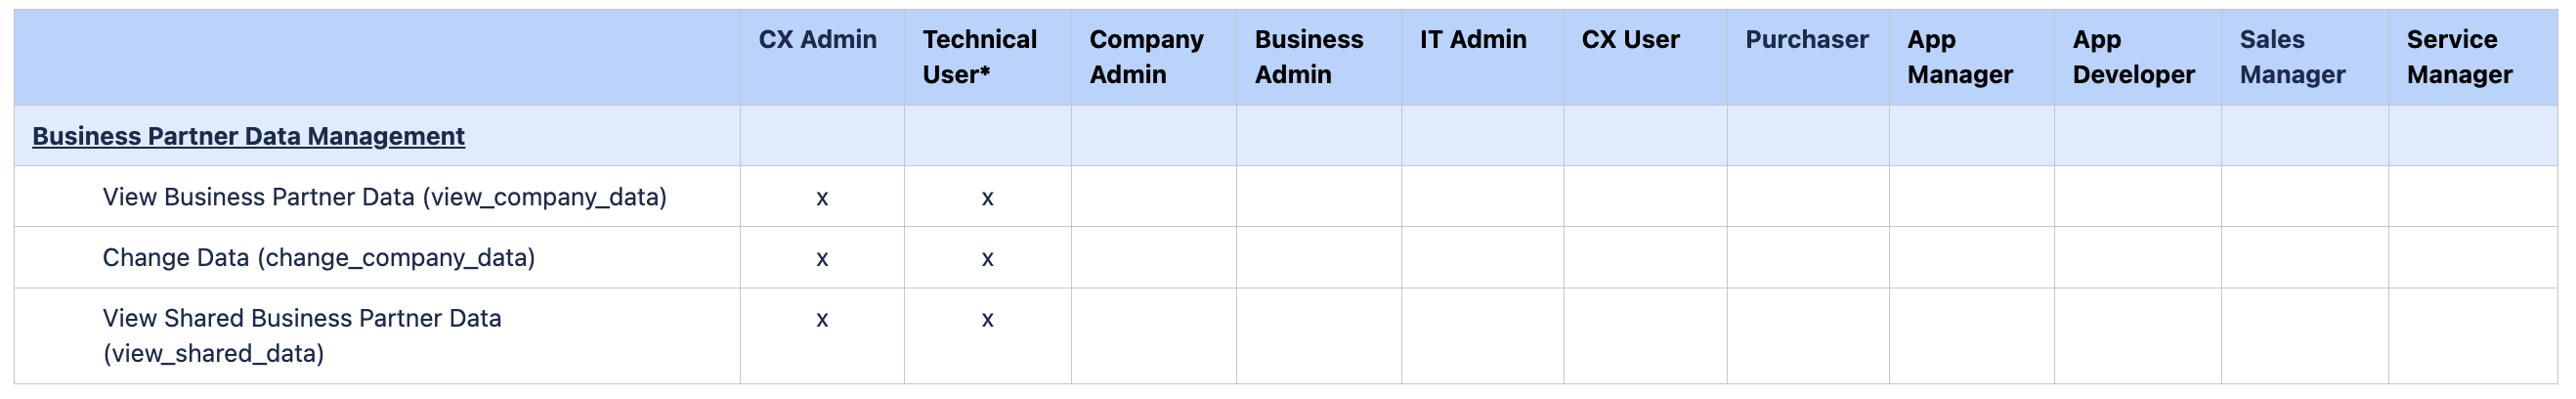 CX Admin Technical User* Company Admin Business Admin IT Admin CX User Purchaser App Manager App Developer Sales Manager Service Manager
Business Partner Data Management
View Business Partner Data (view_company_data) x x
Change Data (change_company_data) x x
View Shared Business Partner Data x x
(view_shared_data)